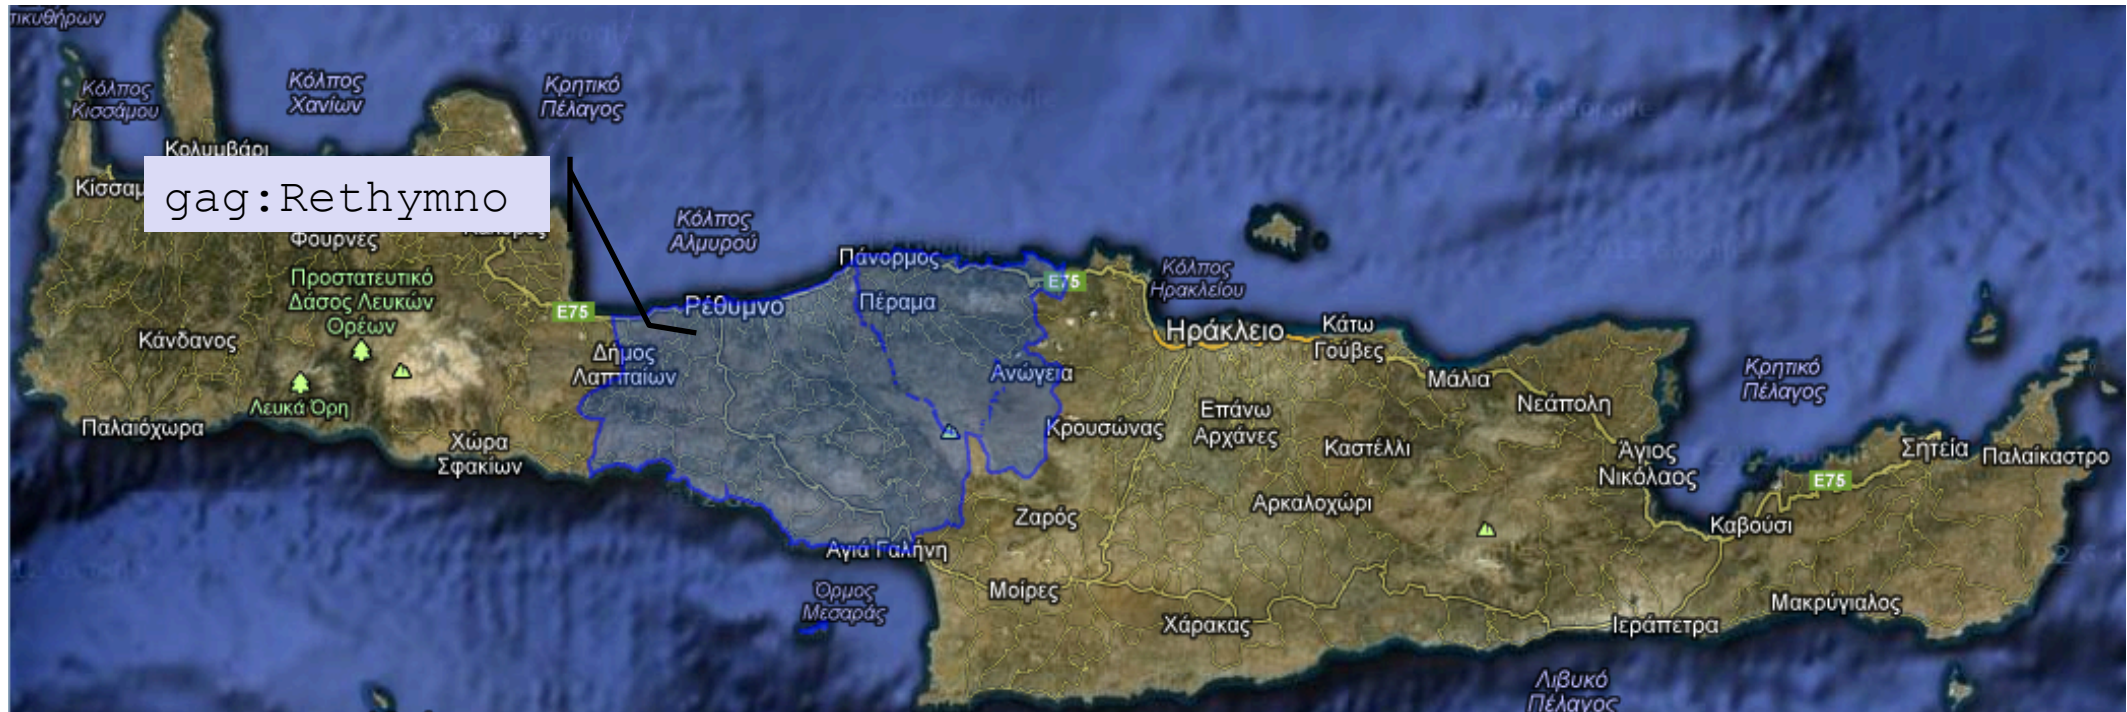 τικυθήρων
Κόλπος
Κισσάμου
Κόλπος
Χανίων
Κρητικό
Πέλαγος
Κολυμβάρι
Κίσσαμ
gag:Rethymno
Φουρνές
Προστατευτικό
Δάσος Λευκών
Ορέων
Κάνδανος
Λευκά Όρη
Παλαιόχωρα
Χώρα
Σφακίων
E75
Δήμος
Λαππαίων
Κόλπος
Αλμυρού
Ρέθυμνο
Πάνορμος
Πέραμα
Ανώγεια
E75
Κόλπος
Ηρακλείου
Ηράκλειο
Κάτω
Γούβες
Μάλια
Νεάπολη
Κρητικό
Πέλαγος
Κρουσώνας
Επάνω
Αρχάνες
Καστέλλι
Άγιος
Νικόλαος
Σητεία
Παλαίκαστρο
E75
Ζαρός
Αρκαλοχώρι
Καβούσι
Αγιά Γαλήνη
Όρμος
Μεσαράς
Μοίρες
Χάρακας
Ιεράπετρα
Μακρύγιαλος
Λιβυκό
Πέλαγος